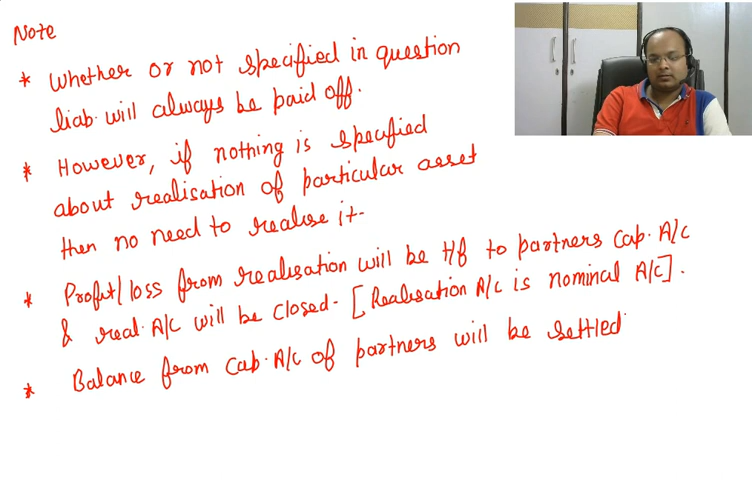 Note
* Whether or not specified in question
liab. will always be paid off.
* However, if nothing is specified
about realisation of particular asset
then no need to realise it.
* Profit/loss from realisation will be t/f to partners cap. A/c
& real. A/c will be closed. [Realisation A/c is nominal A/c].
* Balance from cap. A/c of partners will be settled